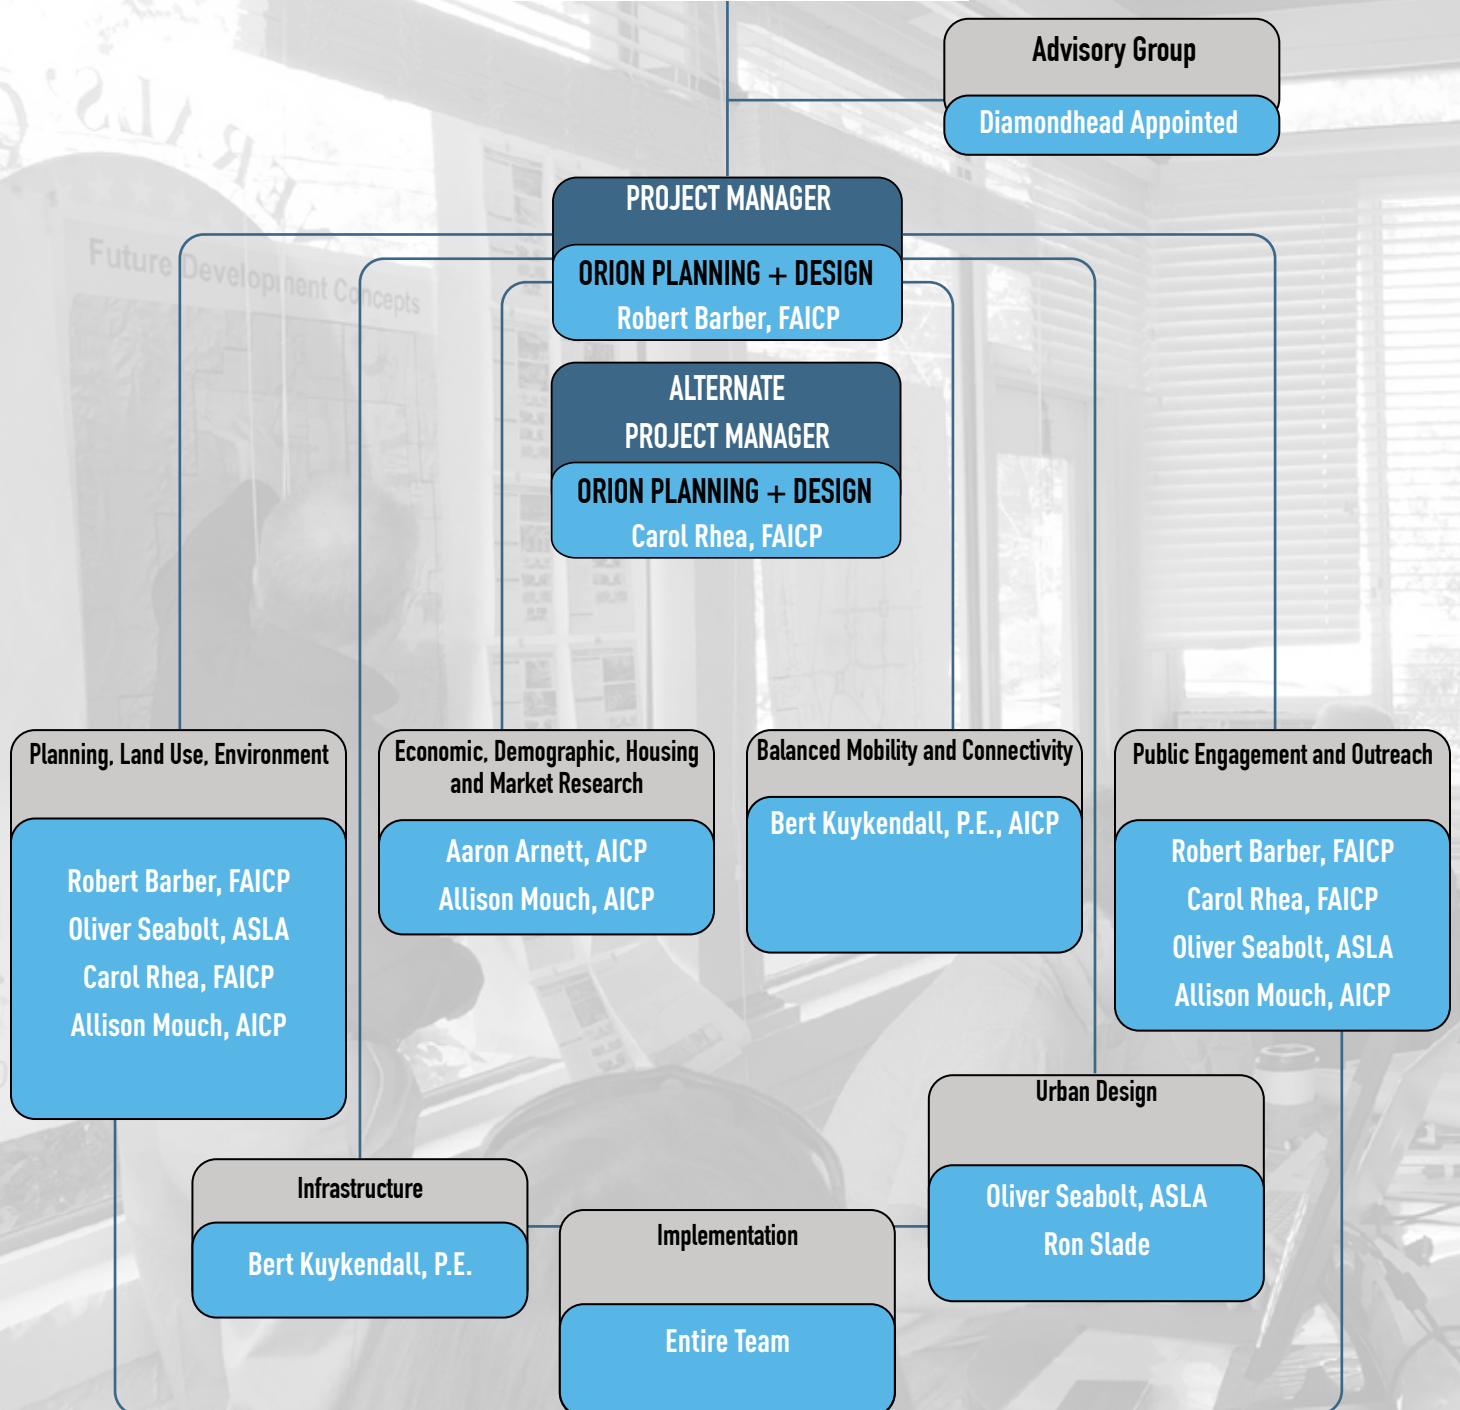 Advisory Group
Diamondhead Appointed
PROJECT MANAGER
ORION PLANNING + DESIGN
Robert Barber, FAICP
ALTERNATE
PROJECT MANAGER
ORION PLANNING + DESIGN
Carol Rhea, FAICP
Future Development Concepts
Planning, Land Use, Environment
Robert Barber, FAICP
Oliver Seabolt, ASLA
Carol Rhea, FAICP
Allison Mouch, AICP
Economic, Demographic, Housing
and Market Research
Aaron Arnett, AICP
Allison Mouch, AICP
Balanced Mobility and Connectivity
Bert Kuykendall, P.E., AICP
Public Engagement and Outreach
Robert Barber, FAICP
Carol Rhea, FAICP
Oliver Seabolt, ASLA
Allison Mouch, AICP
Urban Design
Oliver Seabolt, ASLA
Ron Slade
Infrastructure
Bert Kuykendall, P.E.
Implementation
Entire Team